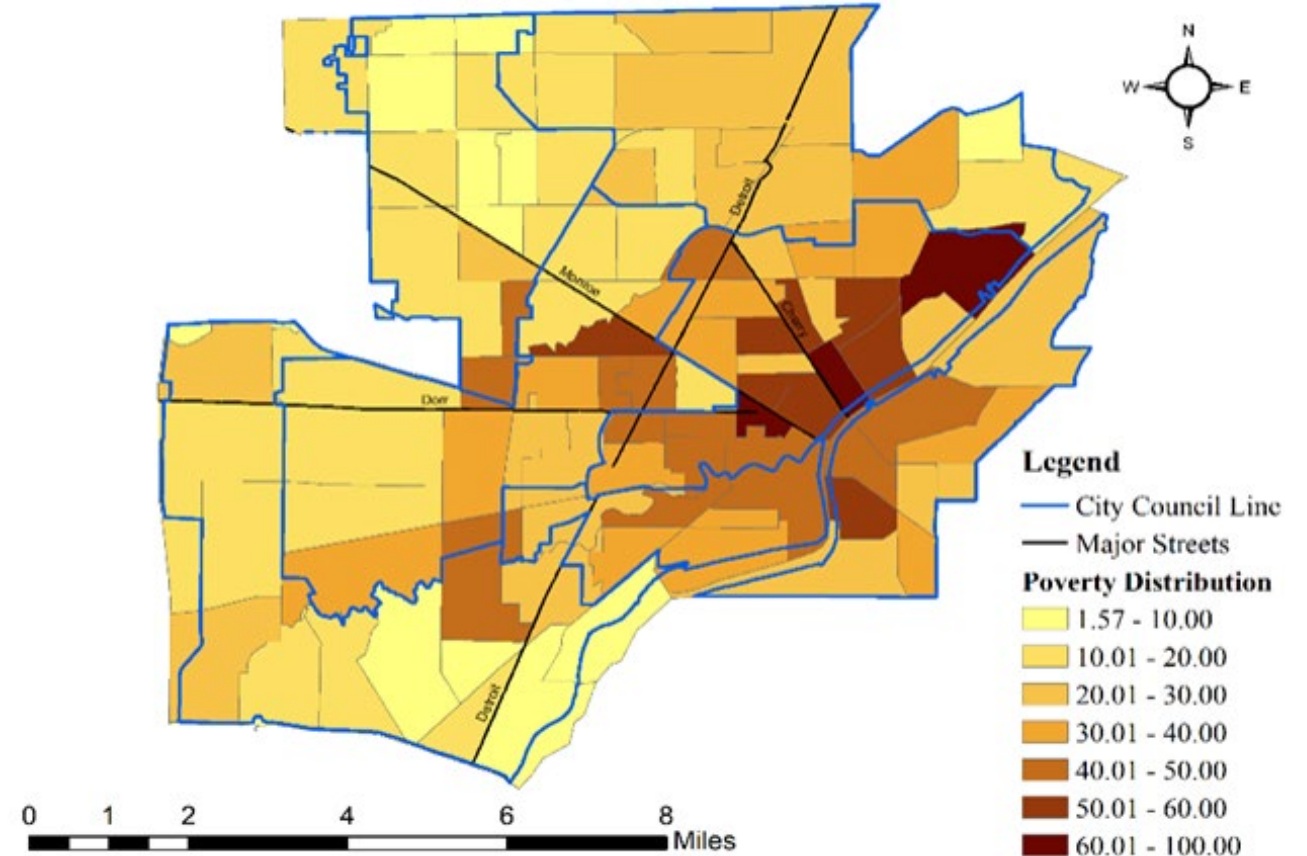 N
W E
S
Detroit
Monroe
Cherry
Dorr
Detroit
Legend
City Council Line
Major Streets
Poverty Distribution
1.57 - 10.00
10.01 - 20.00
20.01 - 30.00
30.01 - 40.00
40.01 - 50.00
50.01 - 60.00
60.01 - 100.00
0 1 2 4 6 8
Miles